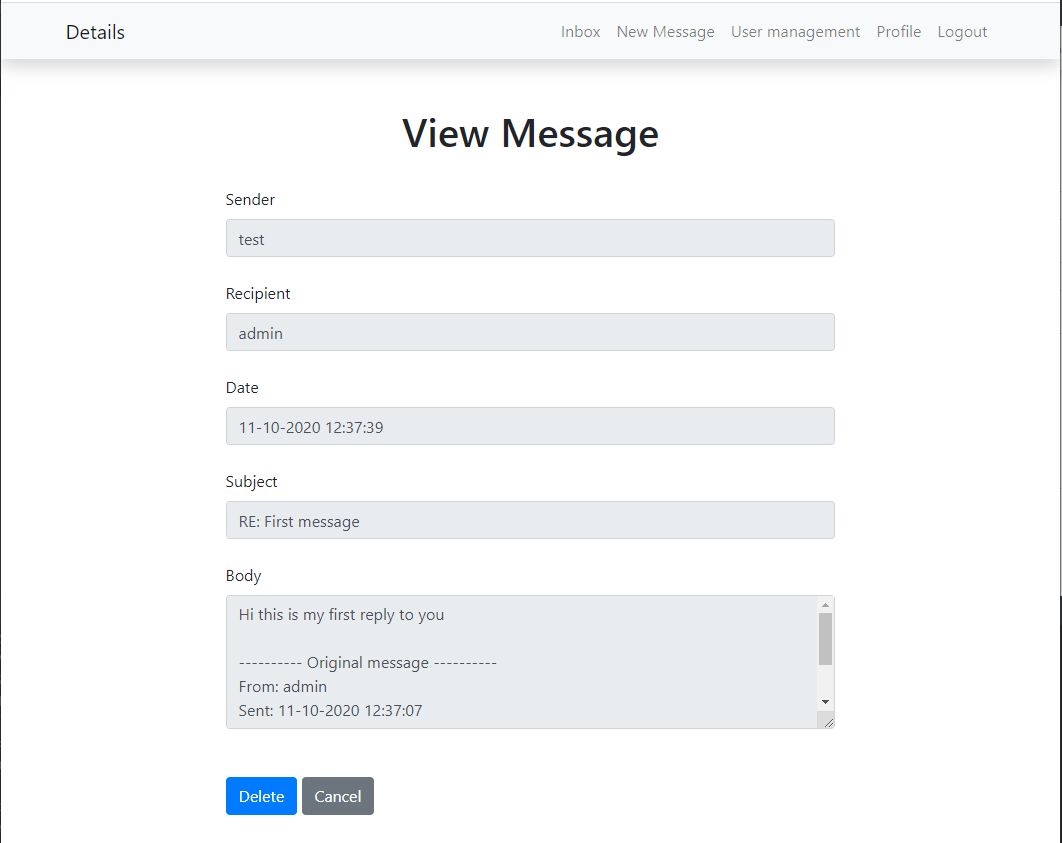 Details
Inbox New Message User management Profile Logout
View Message
Sender
test
Recipient
admin
Date
11-10-2020 12:37:39
Subject
RE: First message
Body
Hi this is my first reply to you
---------- Original message ----------
From: admin
Sent: 11-10-2020 12:37:07
Delete Cancel